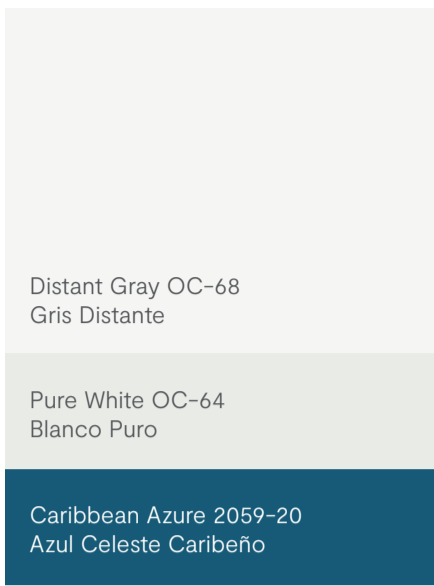 Distant Gray OC-68
Gris Distante
Pure White OC-64
Blanco Puro
Caribbean Azure 2059-20
Azul Celeste Caribeño